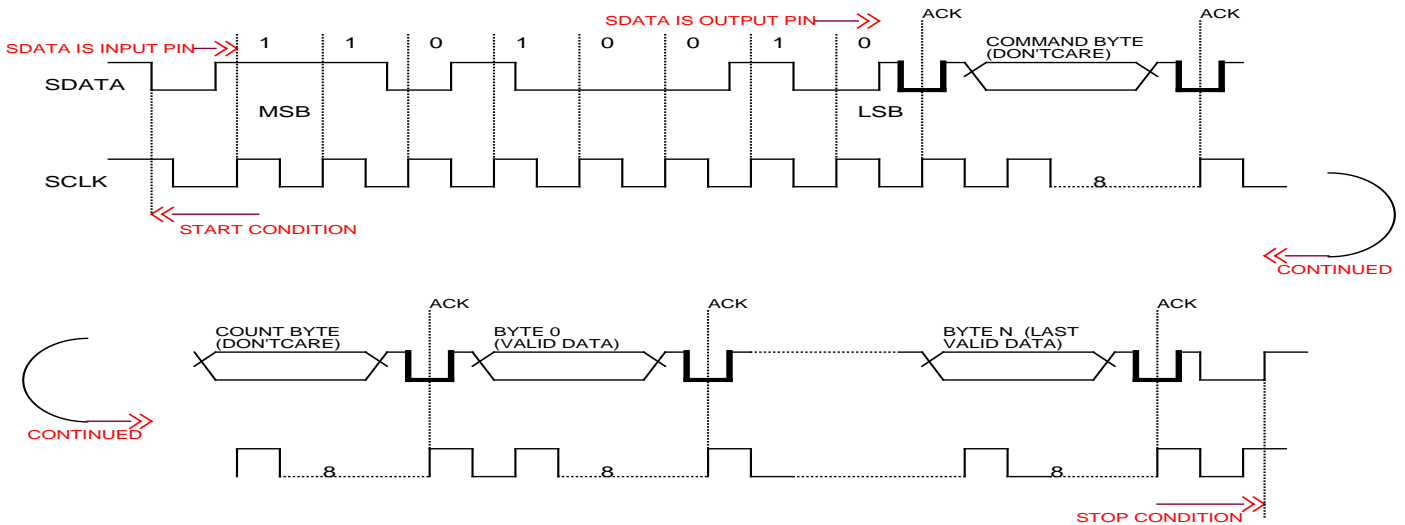 SDATA IS OUTPUT PIN
ACK
ACK
SDATA IS INPUT PIN
1 1 0 1 0 0 1 0
COMMAND BYTE
(DON'TCARE)
SDATA
MSB
LSB
SCLK
8
START CONDITION
CONTINUED
ACK
ACK
ACK
COUNT BYTE
(DON'TCARE)
BYTE 0
(VALID DATA)
BYTE N (LAST
VALID DATA)
CONTINUED
8
8
8
STOP CONDITION